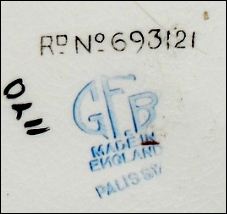 RD NO 693121
GFB
MADE IN
ENGLAND
PALISSY